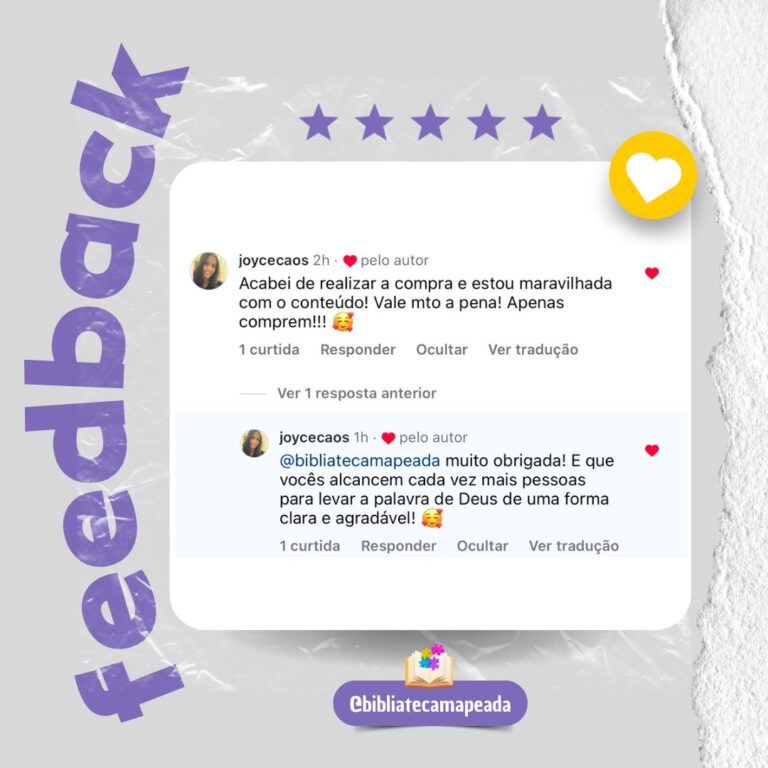 feedback
joycecaos 2h · ❤️ pelo autor
Acabei de realizar a compra e estou maravilhada
com o conteúdo! Vale mto a pena! Apenas
comprem!!! 🥰
1 curtida Responder Ocultar Ver tradução
Ver 1 resposta anterior
joycecaos 1h · ❤️ pelo autor
@bibliatecamapeada muito obrigada! E que
vocês alcancem cada vez mais pessoas
para levar a palavra de Deus de uma forma
clara e agradável! 🥰
1 curtida Responder Ocultar Ver tradução
@bibliatecamapeada